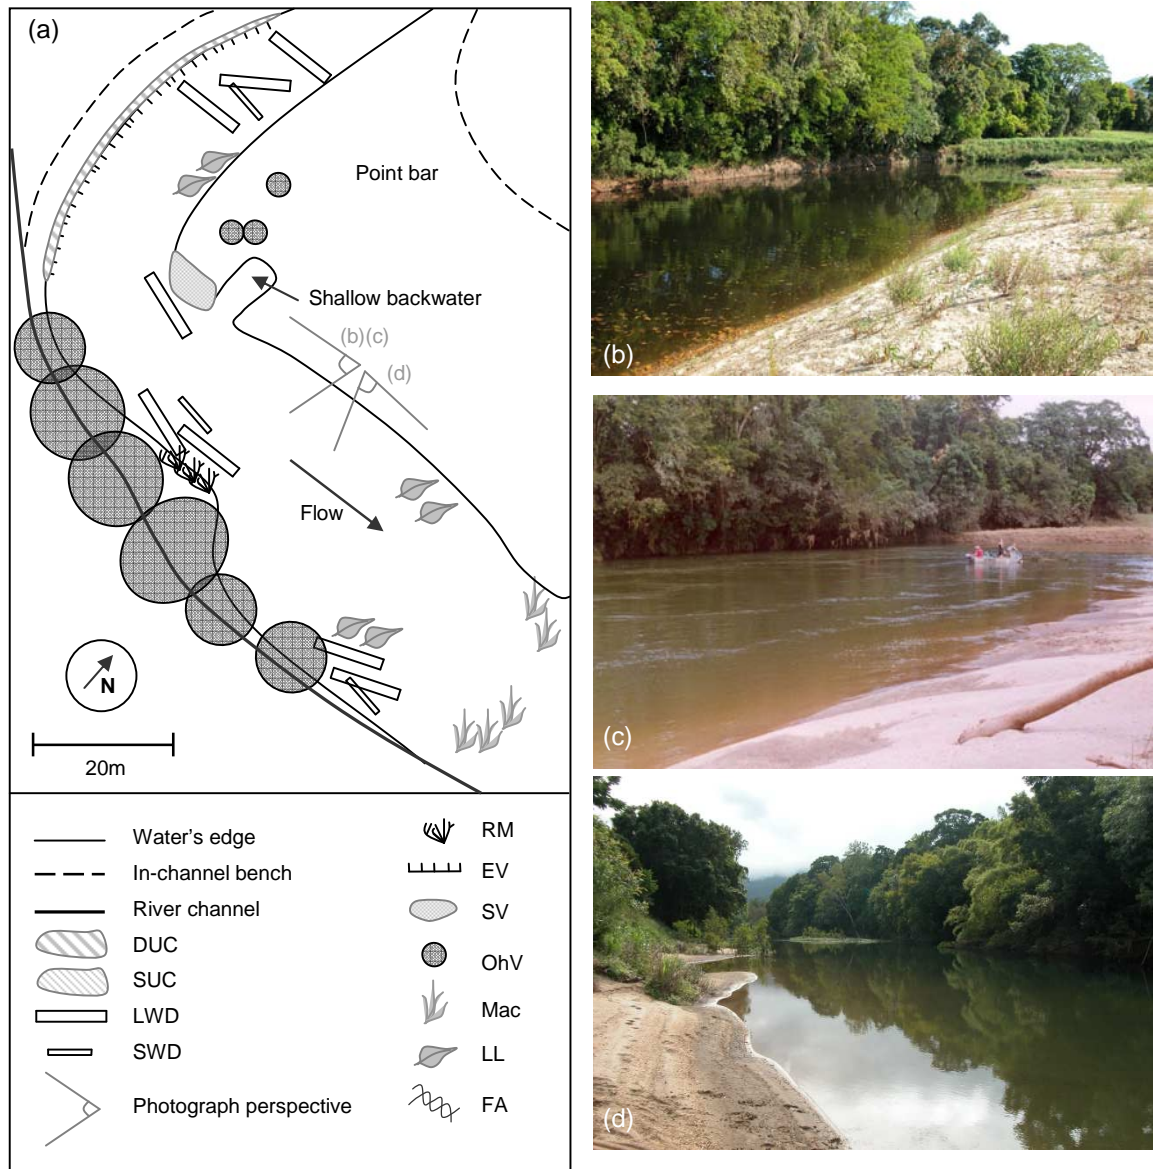 (a)
Point bar
Shallow backwater
(b)(c)
(d)
Flow
N
20m
Water's edge
In-channel bench
River channel
DUC
SUC
LWD
SWD
Photograph perspective
RM
EV
SV
OhV
Mac
LL
FA
(b)
(c)
(d)